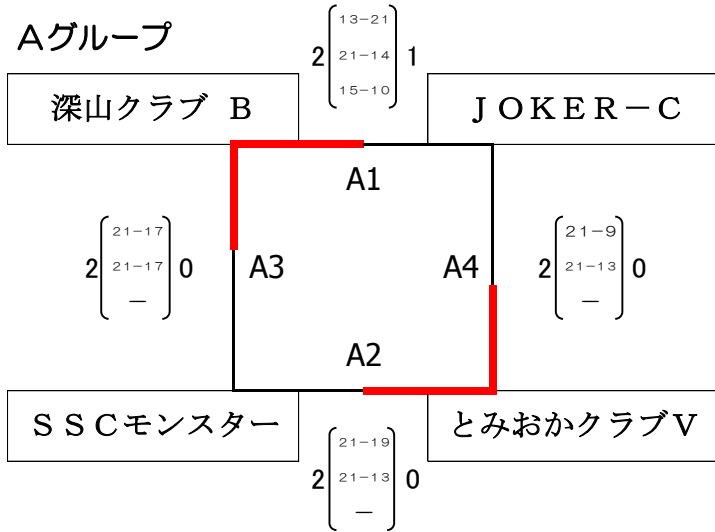 Aグループ
2 13-21 1
21-14
15-10
深山クラブ B
JOKER-C
A1
2 21-17 0
21-17
-
A3
A4
2 21-9 0
21-13
-
A2
SSCモンスター
とみおかクラブV
2 21-19 0
21-13
-